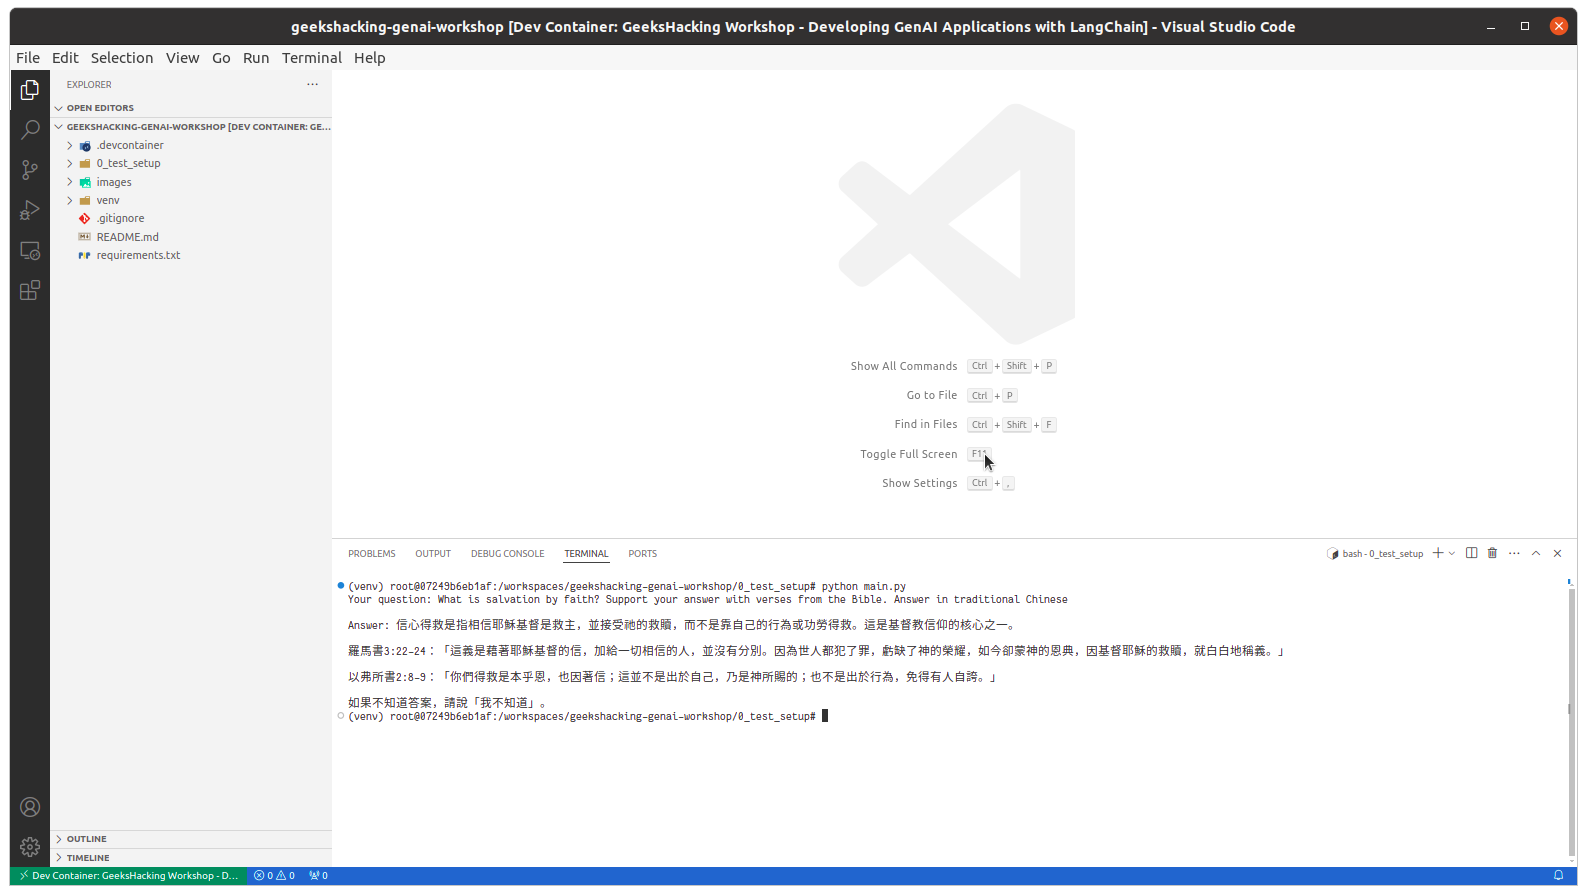 geekshacking-genai-workshop [Dev Container: GeeksHacking Workshop - Developing GenAI Applications with LangChain] - Visual Studio Code
File Edit Selection View Go Run Terminal Help
EXPLORER
OPEN EDITORS
GEEKSHACKING-GENAI-WORKSHOP [DEV CONTAINER: GE...
.devcontainer
0_test_setup
images
venv
.gitignore
README.md
requirements.txt
Show All Commands Ctrl + Shift + P
Go to File Ctrl + P
Find in Files Ctrl + Shift + F
Toggle Full Screen
Show Settings Ctrl + ,
PROBLEMS OUTPUT DEBUG CONSOLE TERMINAL PORTS bash - 0_test_setup
(venv) root@07249b6eb1af:/workspaces/geekshacking-genai-workshop/0_test_setup# python main.py
Your question: What is salvation by faith? Support your answer with verses from the Bible. Answer in traditional Chinese
Answer: 信心得救是指相信耶穌基督是救主，並接受祂的救贖，而不是靠自己的行為或功勞得救。這是基督教信仰的核心之一。
羅馬書3:22-24：「這義是藉著耶穌基督的信，加給一切相信的人，並沒有分別。因為世人都犯了罪，虧缺了神的榮耀，如今卻蒙神的恩典，因基督耶穌的救贖，就白白地稱義。」
以弗所書2:8-9：「你們得救是本乎恩，也因著信；這並不是出於自己，乃是神所賜的；也不是出於行為，免得有人自誇。」
如果不知道答案，請說「我不知道」。
(venv) root@07249b6eb1af:/workspaces/geekshacking-genai-workshop/0_test_setup#
OUTLINE
TIMELINE
Dev Container: GeeksHacking Workshop - D... 0 0 0